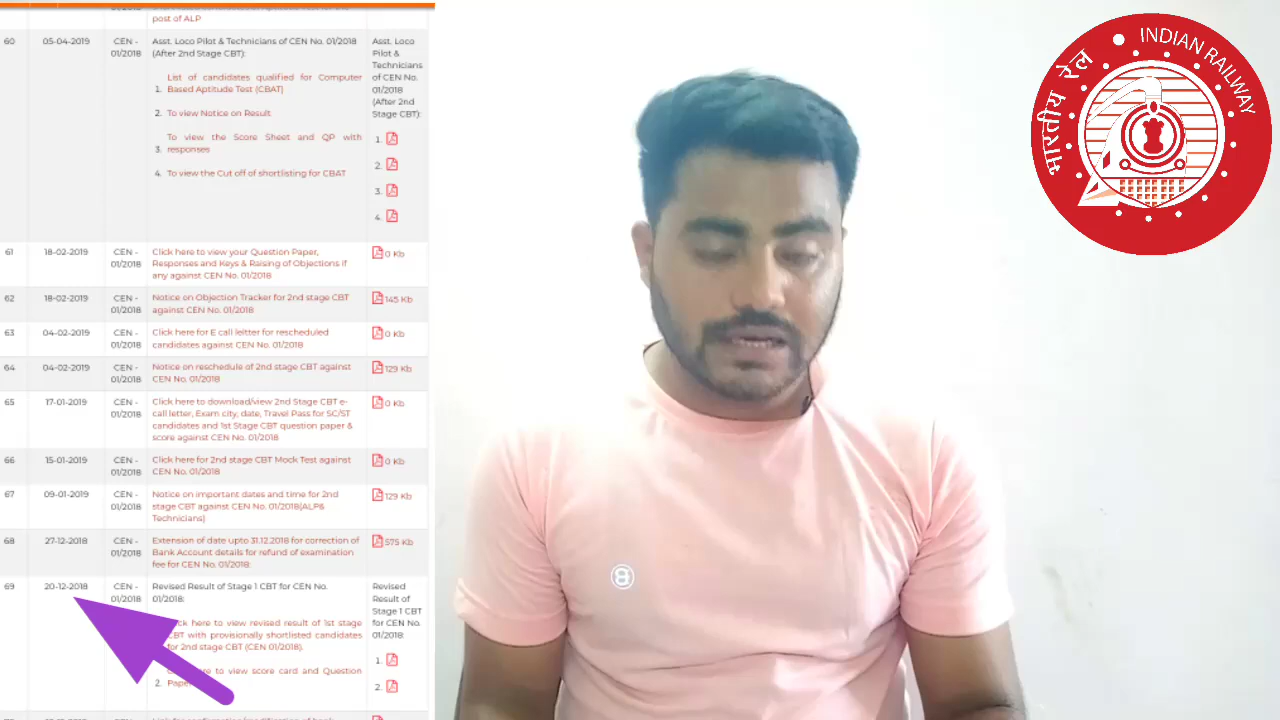 post of ALP
60 05-04-2019 CEN - 01/2018
Asst. Loco Pilot & Technicians of CEN No. 01/2018
(After 2nd Stage CBT):
List of candidates qualified for Computer
1. Based Aptitude Test (CBAT)
2. To view Notice on Result
To view the Score Sheet and QP with
3. responses
4. To view the Cut off of shortlisting for CBAT
Asst. Loco
Pilot &
Technicians
of CEN No.
01/2018
(After 2nd
Stage CBT):
1.
2.
3.
4.
61 18-02-2019 CEN - 01/2018
Click here to view your Question Paper,
Responses and Keys & Raising of Objections if
any against CEN No. 01/2018
0 Kb
62 18-02-2019 CEN - 01/2018
Notice on Objection Tracker for 2nd stage CBT
against CEN No. 01/2018
145 Kb
63 04-02-2019 CEN - 01/2018
Click here for E call leltter for rescheduled
candidates against CEN No. 01/2018
0 Kb
64 04-02-2019 CEN - 01/2018
Notice on reschedule of 2nd stage CBT against
CEN No. 01/2018
129 Kb
65 17-01-2019 CEN - 01/2018
Click here to download/view 2nd Stage CBT e-
call letter, Exam city, date, Travel Pass for SC/ST
candidates and 1st Stage CBT question paper &
score against CEN No. 01/2018
0 Kb
66 15-01-2019 CEN - 01/2018
Click here for 2nd stage CBT Mock Test against
CEN No. 01/2018
0 Kb
67 09-01-2019 CEN - 01/2018
Notice on important dates and time for 2nd
stage CBT against CEN No. 01/2018(ALP&
Technicians)
129 Kb
68 27-12-2018 CEN - 01/2018
Extension of date upto 31.12.2018 for correction of
Bank Account details for refund of examination
fee for CEN No. 01/2018.
575 Kb
69 20-12-2018 CEN - 01/2018
Revised Result of Stage 1 CBT for CEN No.
01/2018:
here to view revised result of 1st stage
CBT with provisionally shortlisted candidates
for 2nd stage CBT (CEN 01/2018).
to view score card and Question
2.
Revised
Result of
Stage 1 CBT
for CEN No.
01/2018:
1.
2.
भारतीय रेल
INDIAN RAILWAY